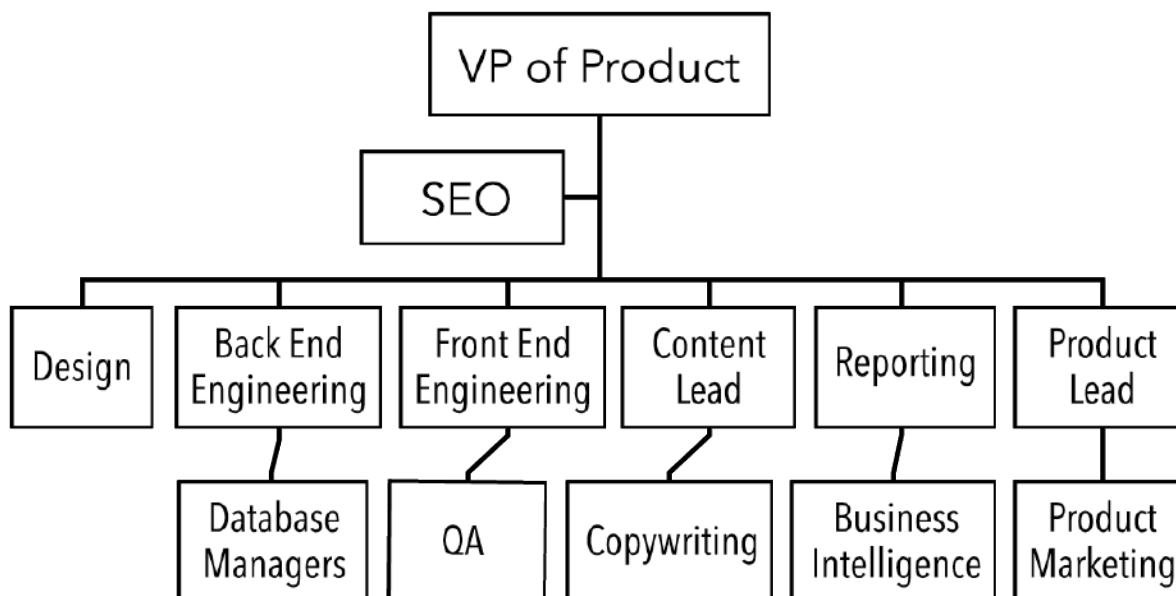 VP of Product
SEO
Design
Back End
Engineering
Front End
Engineering
Content
Lead
Reporting
Product
Lead
Database
Managers
QA
Copywriting
Business
Intelligence
Product
Marketing